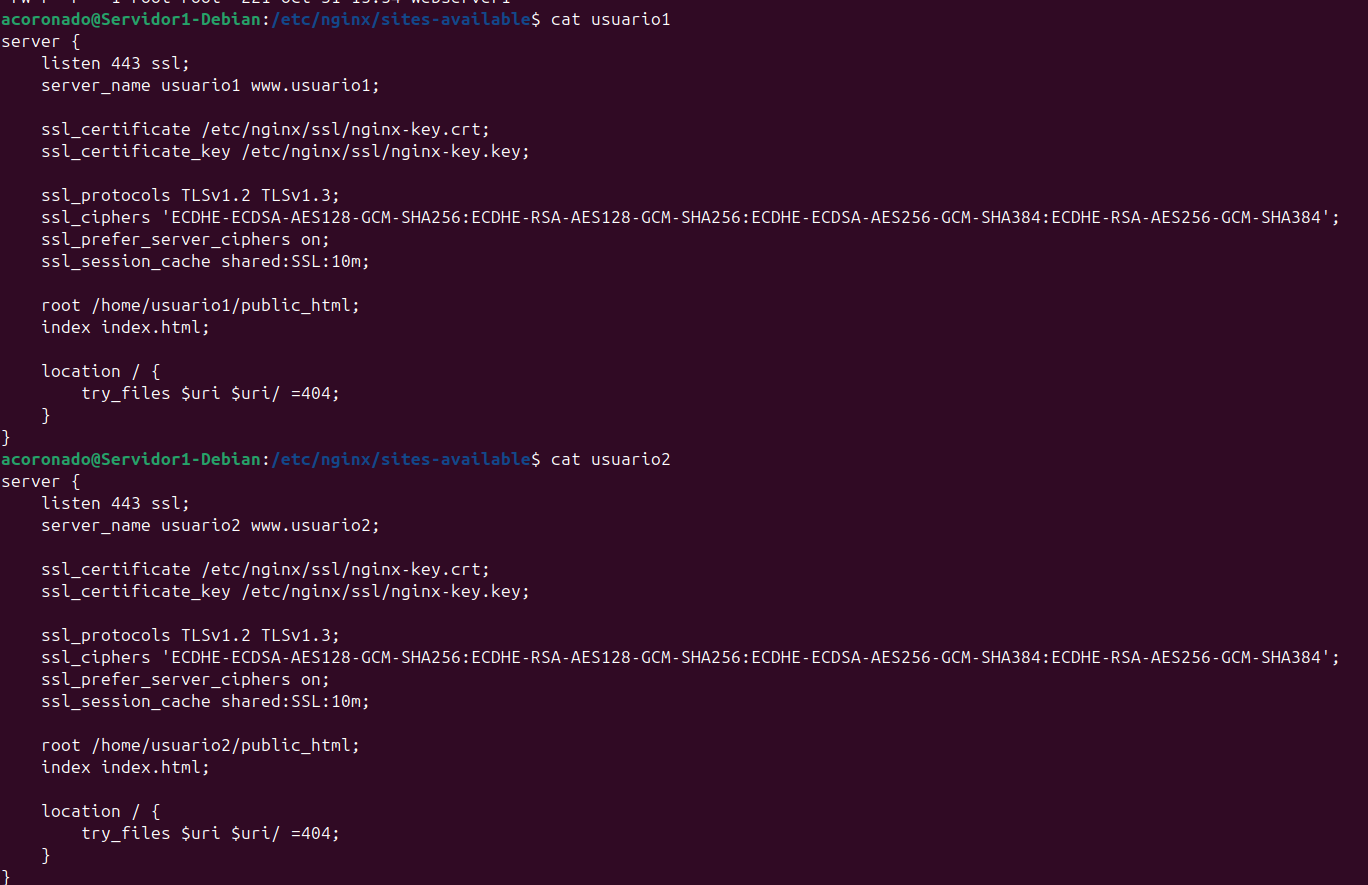 acoronado@Servidor1-Debian:/etc/nginx/sites-available$ cat usuario1
server {
    listen 443 ssl;
    server_name usuario1 www.usuario1;

    ssl_certificate /etc/nginx/ssl/nginx-key.crt;
    ssl_certificate_key /etc/nginx/ssl/nginx-key.key;

    ssl_protocols TLSv1.2 TLSv1.3;
    ssl_ciphers 'ECDHE-ECDSA-AES128-GCM-SHA256:ECDHE-RSA-AES128-GCM-SHA256:ECDHE-ECDSA-AES256-GCM-SHA384:ECDHE-RSA-AES256-GCM-SHA384';
    ssl_prefer_server_ciphers on;
    ssl_session_cache shared:SSL:10m;

    root /home/usuario1/public_html;
    index index.html;

    location / {
        try_files $uri $uri/ =404;
    }
}
acoronado@Servidor1-Debian:/etc/nginx/sites-available$ cat usuario2
server {
    listen 443 ssl;
    server_name usuario2 www.usuario2;

    ssl_certificate /etc/nginx/ssl/nginx-key.crt;
    ssl_certificate_key /etc/nginx/ssl/nginx-key.key;

    ssl_protocols TLSv1.2 TLSv1.3;
    ssl_ciphers 'ECDHE-ECDSA-AES128-GCM-SHA256:ECDHE-RSA-AES128-GCM-SHA256:ECDHE-ECDSA-AES256-GCM-SHA384:ECDHE-RSA-AES256-GCM-SHA384';
    ssl_prefer_server_ciphers on;
    ssl_session_cache shared:SSL:10m;

    root /home/usuario2/public_html;
    index index.html;

    location / {
        try_files $uri $uri/ =404;
    }
}